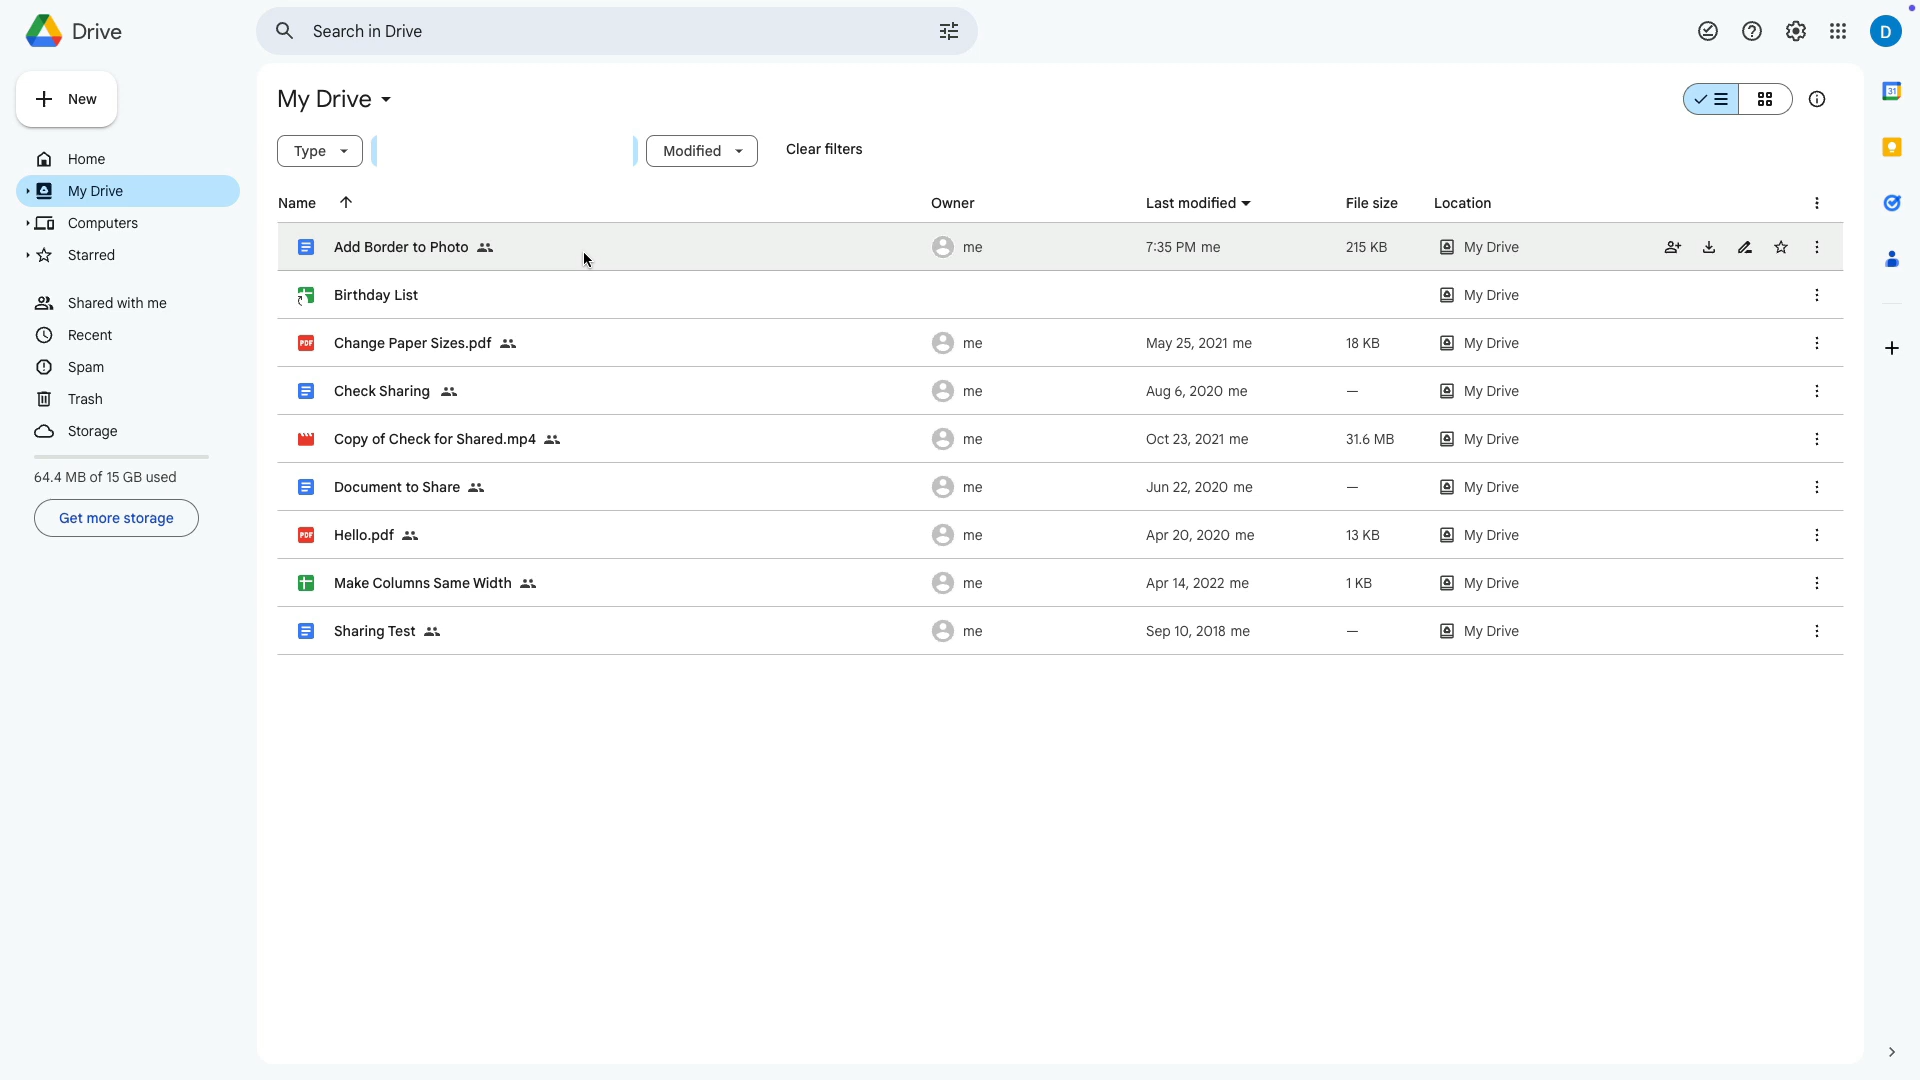 Drive
Search in Drive
D
New
Home
My Drive
Computers
Starred
Shared with me
Recent
Spam
Trash
Storage
64.4 MB of 15 GB used
Get more storage
My Drive
Type
Modified
Clear filters
Name Owner Last modified File size Location
Add Border to Photo me 7:35 PM me 215 KB My Drive
Birthday List My Drive
PDF Change Paper Sizes.pdf me May 25, 2021 me 18 KB My Drive
Check Sharing me Aug 6, 2020 me — My Drive
Copy of Check for Shared.mp4 me Oct 23, 2021 me 31.6 MB My Drive
Document to Share me Jun 22, 2020 me — My Drive
PDF Hello.pdf me Apr 20, 2020 me 13 KB My Drive
Make Columns Same Width me Apr 14, 2022 me 1 KB My Drive
Sharing Test me Sep 10, 2018 me — My Drive
31